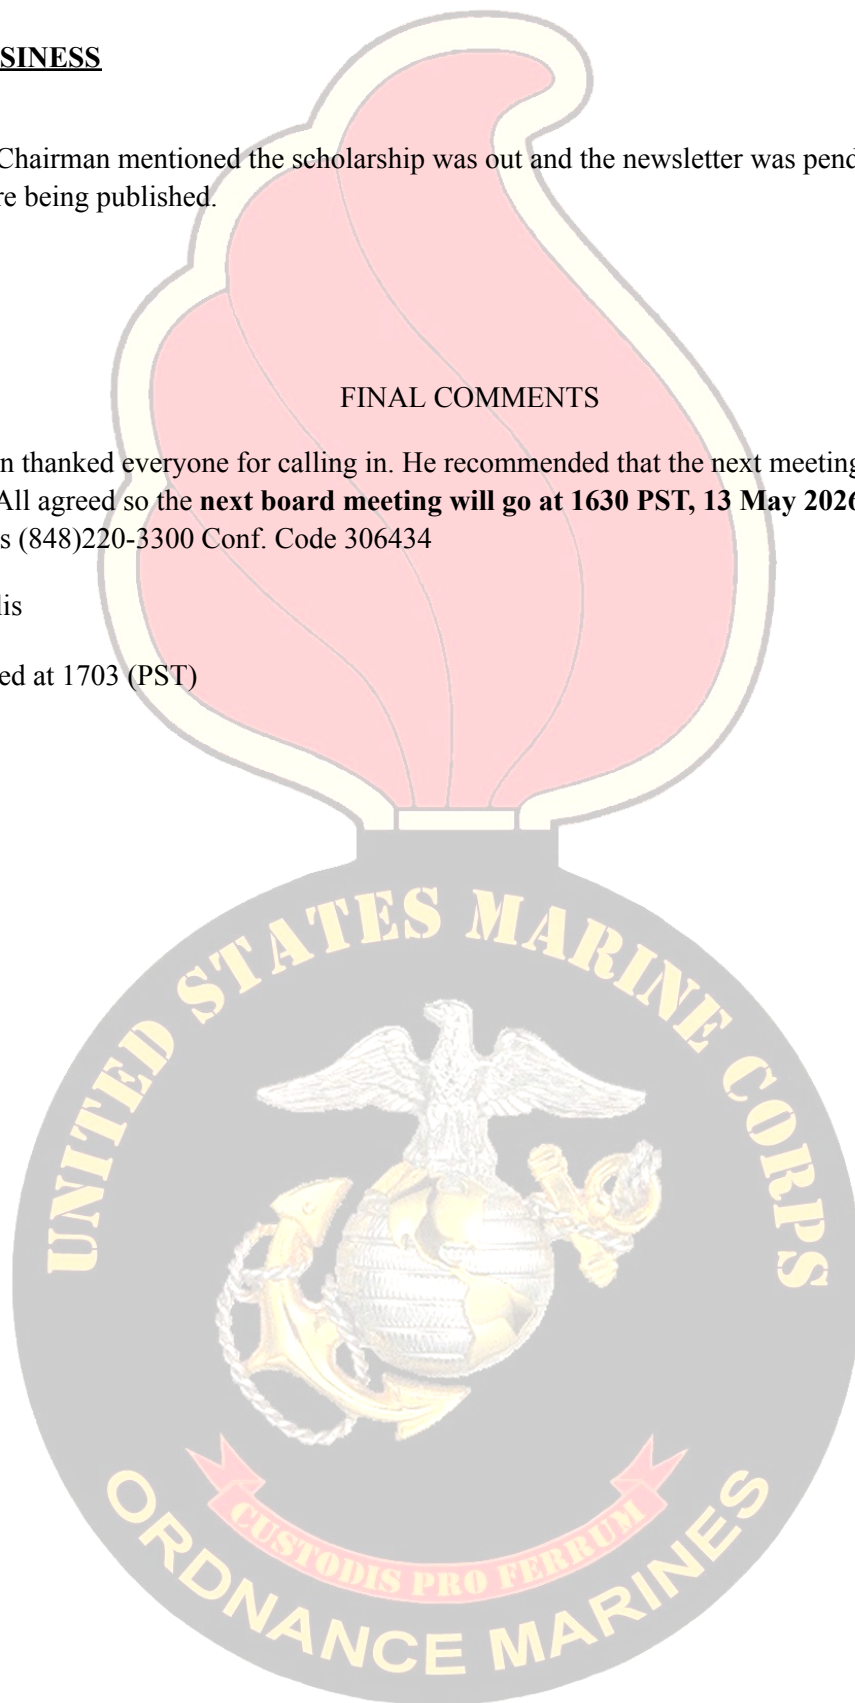 SINESS
Chairman mentioned the scholarship was out and the newsletter was pend
re being published.
FINAL COMMENTS
n thanked everyone for calling in. He recommended that the next meeting
All agreed so the next board meeting will go at 1630 PST, 13 May 2026
s (848)220-3300 Conf. Code 306434
lis
ed at 1703 (PST)
UNITED STATES MARINE CORPS
CUSTODIS PRO FERRUM
ORDNANCE MARINES